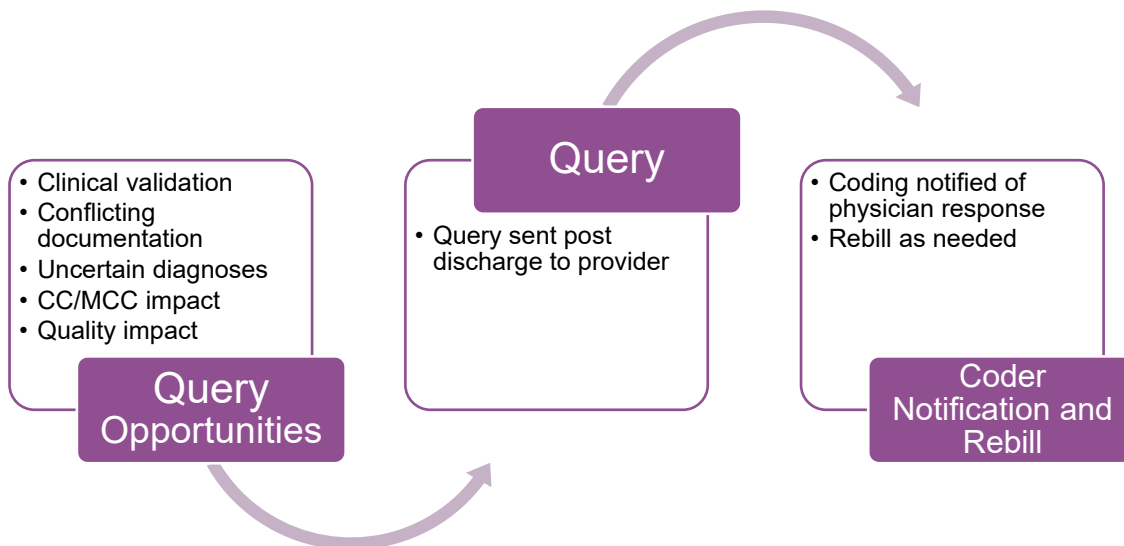 • Clinical validation
• Conflicting
documentation
• Uncertain diagnoses
• CC/MCC impact
• Quality impact
Query
Opportunities
Query
• Query sent post
discharge to provider
• Coding notified of
physician response
• Rebill as needed
Coder
Notification and
Rebill